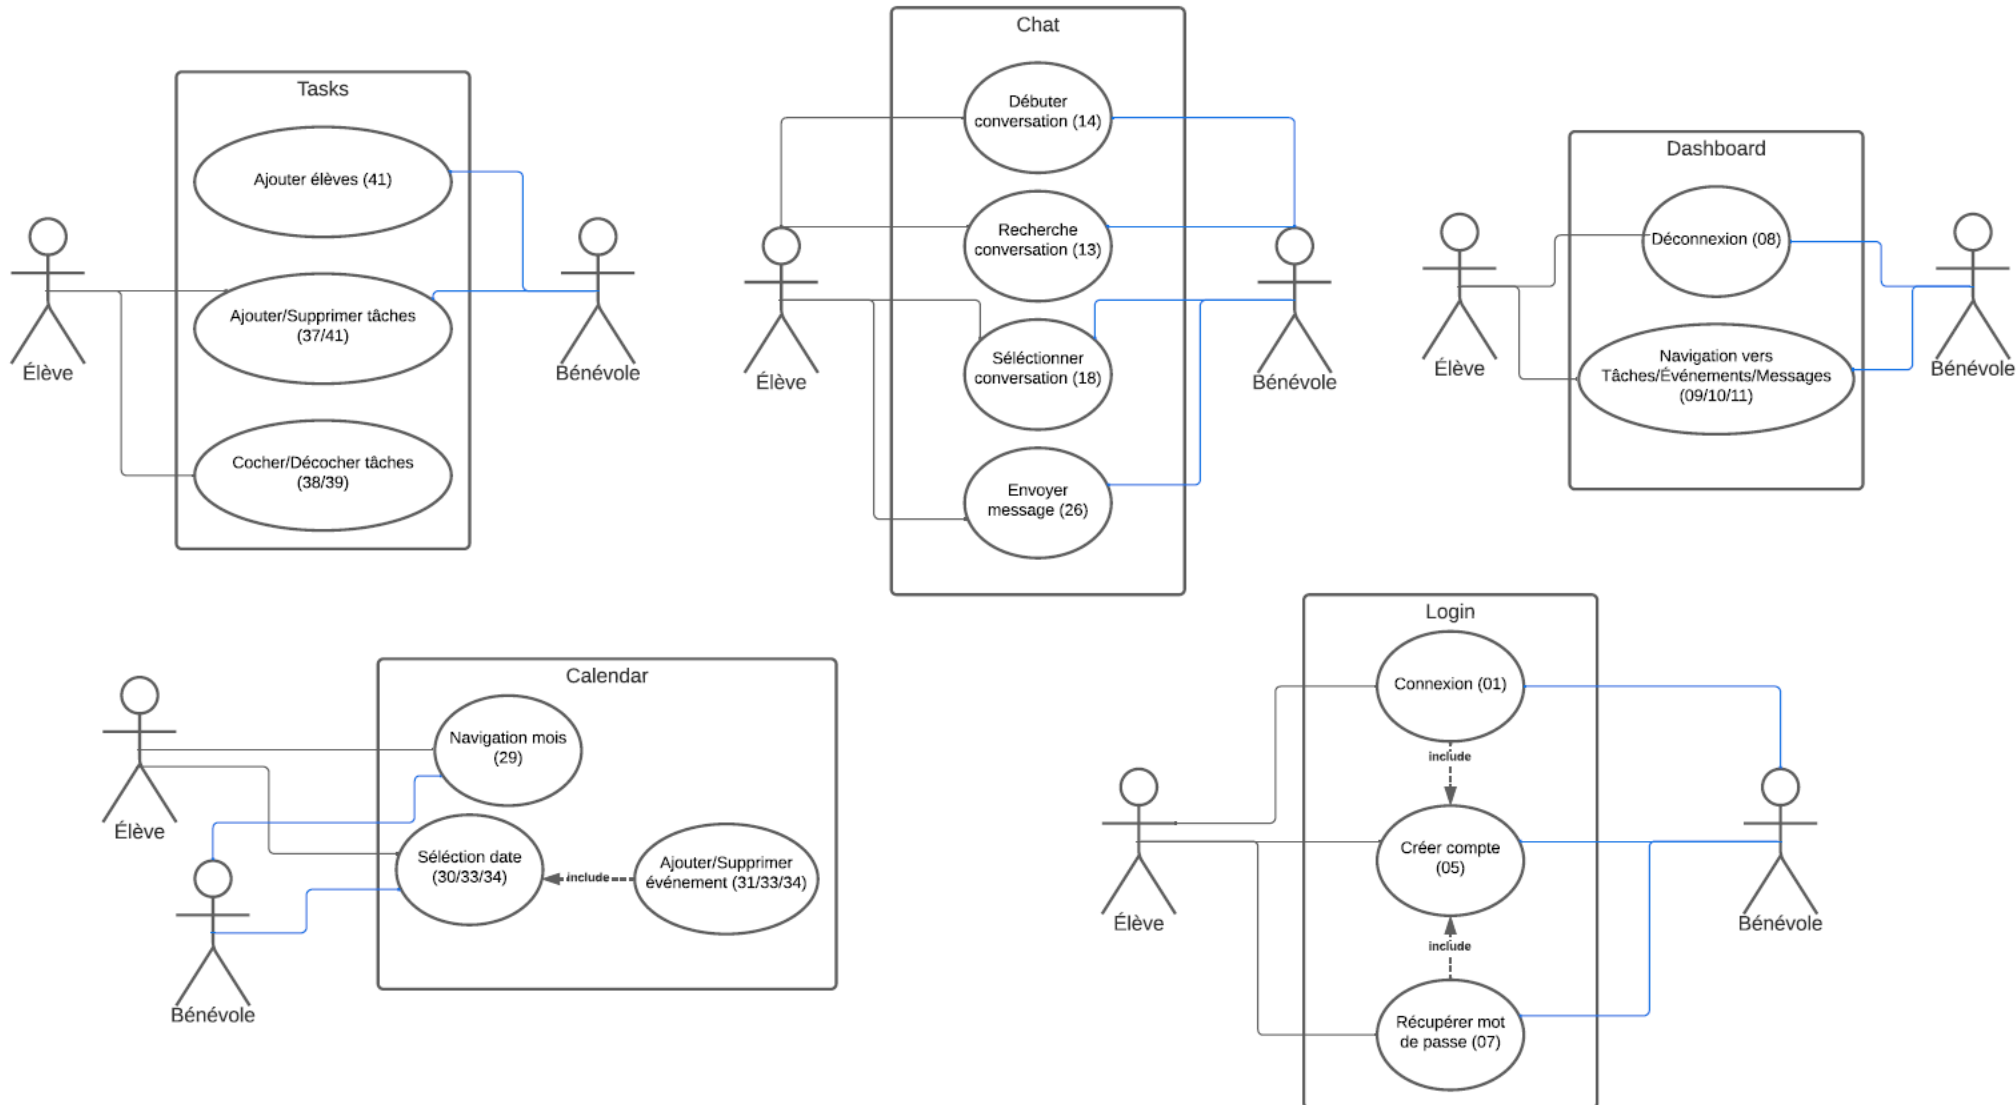 Tasks
Ajouter élèves (41)
Ajouter/Supprimer tâches
(37/41)
Cocher/Décocher tâches
(38/39)
Élève
Bénévole
Chat
Débuter
conversation (14)
Recherche
conversation (13)
Séléctionner
conversation (18)
Envoyer
message (26)
Élève
Bénévole
Dashboard
Déconnexion (08)
Navigation vers
Tâches/Événements/Messages
(09/10/11)
Élève
Bénévole
Calendar
Navigation mois
(29)
Séléction date
(30/33/34)
include
Ajouter/Supprimer
événement (31/33/34)
Élève
Bénévole
Login
Connexion (01)
include
Créer compte
(05)
include
Récupérer mot
de passe (07)
Élève
Bénévole